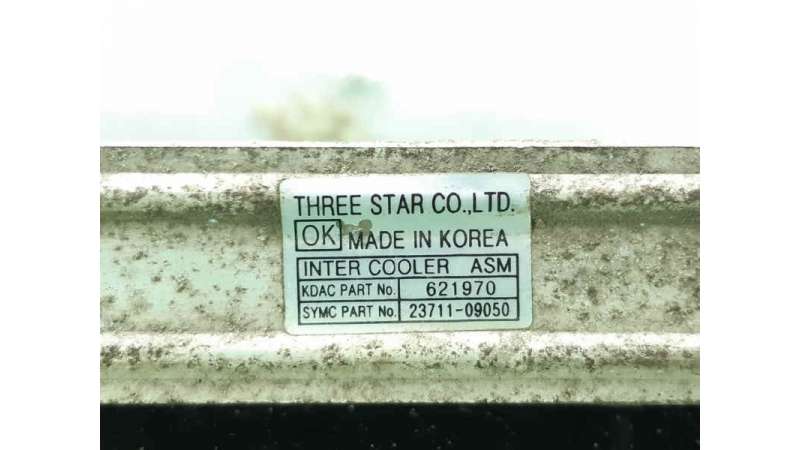 THREE STAR CO.,LTD.
OK MADE IN KOREA
INTER COOLER ASM
KDAC PART No. 621970
SYMC PART No. 23711-09050